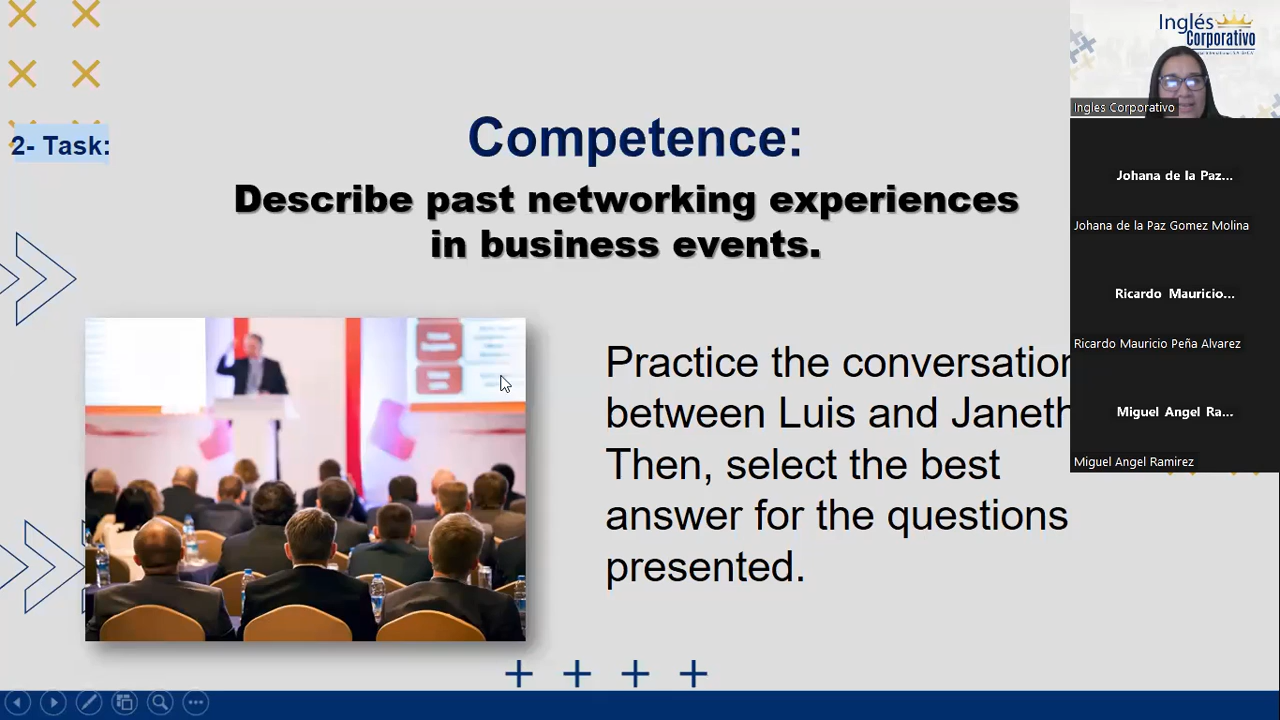 Inglés
Corporativo
Ingles Corporativo
2- Task:
Competence:
Describe past networking experiences
in business events.
Practice the conversation
between Luis and Janeth
Then, select the best
answer for the questions
presented.
Johana de la Paz...
Johana de la Paz Gomez Molina
Ricardo Mauricio...
Ricardo Mauricio Peña Alvarez
Miguel Angel Ra...
Miguel Angel Ramirez